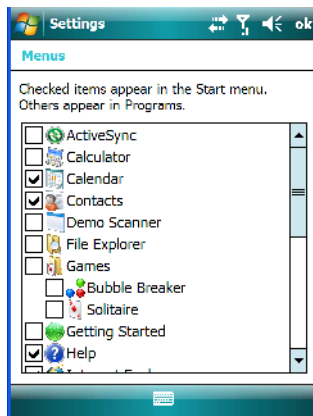 Settings ok
Menus
Checked items appear in the Start menu.
Others appear in Programs.
ActiveSync
Calculator
Calendar
Contacts
Demo Scanner
File Explorer
Games
Bubble Breaker
Solitaire
Getting Started
Help